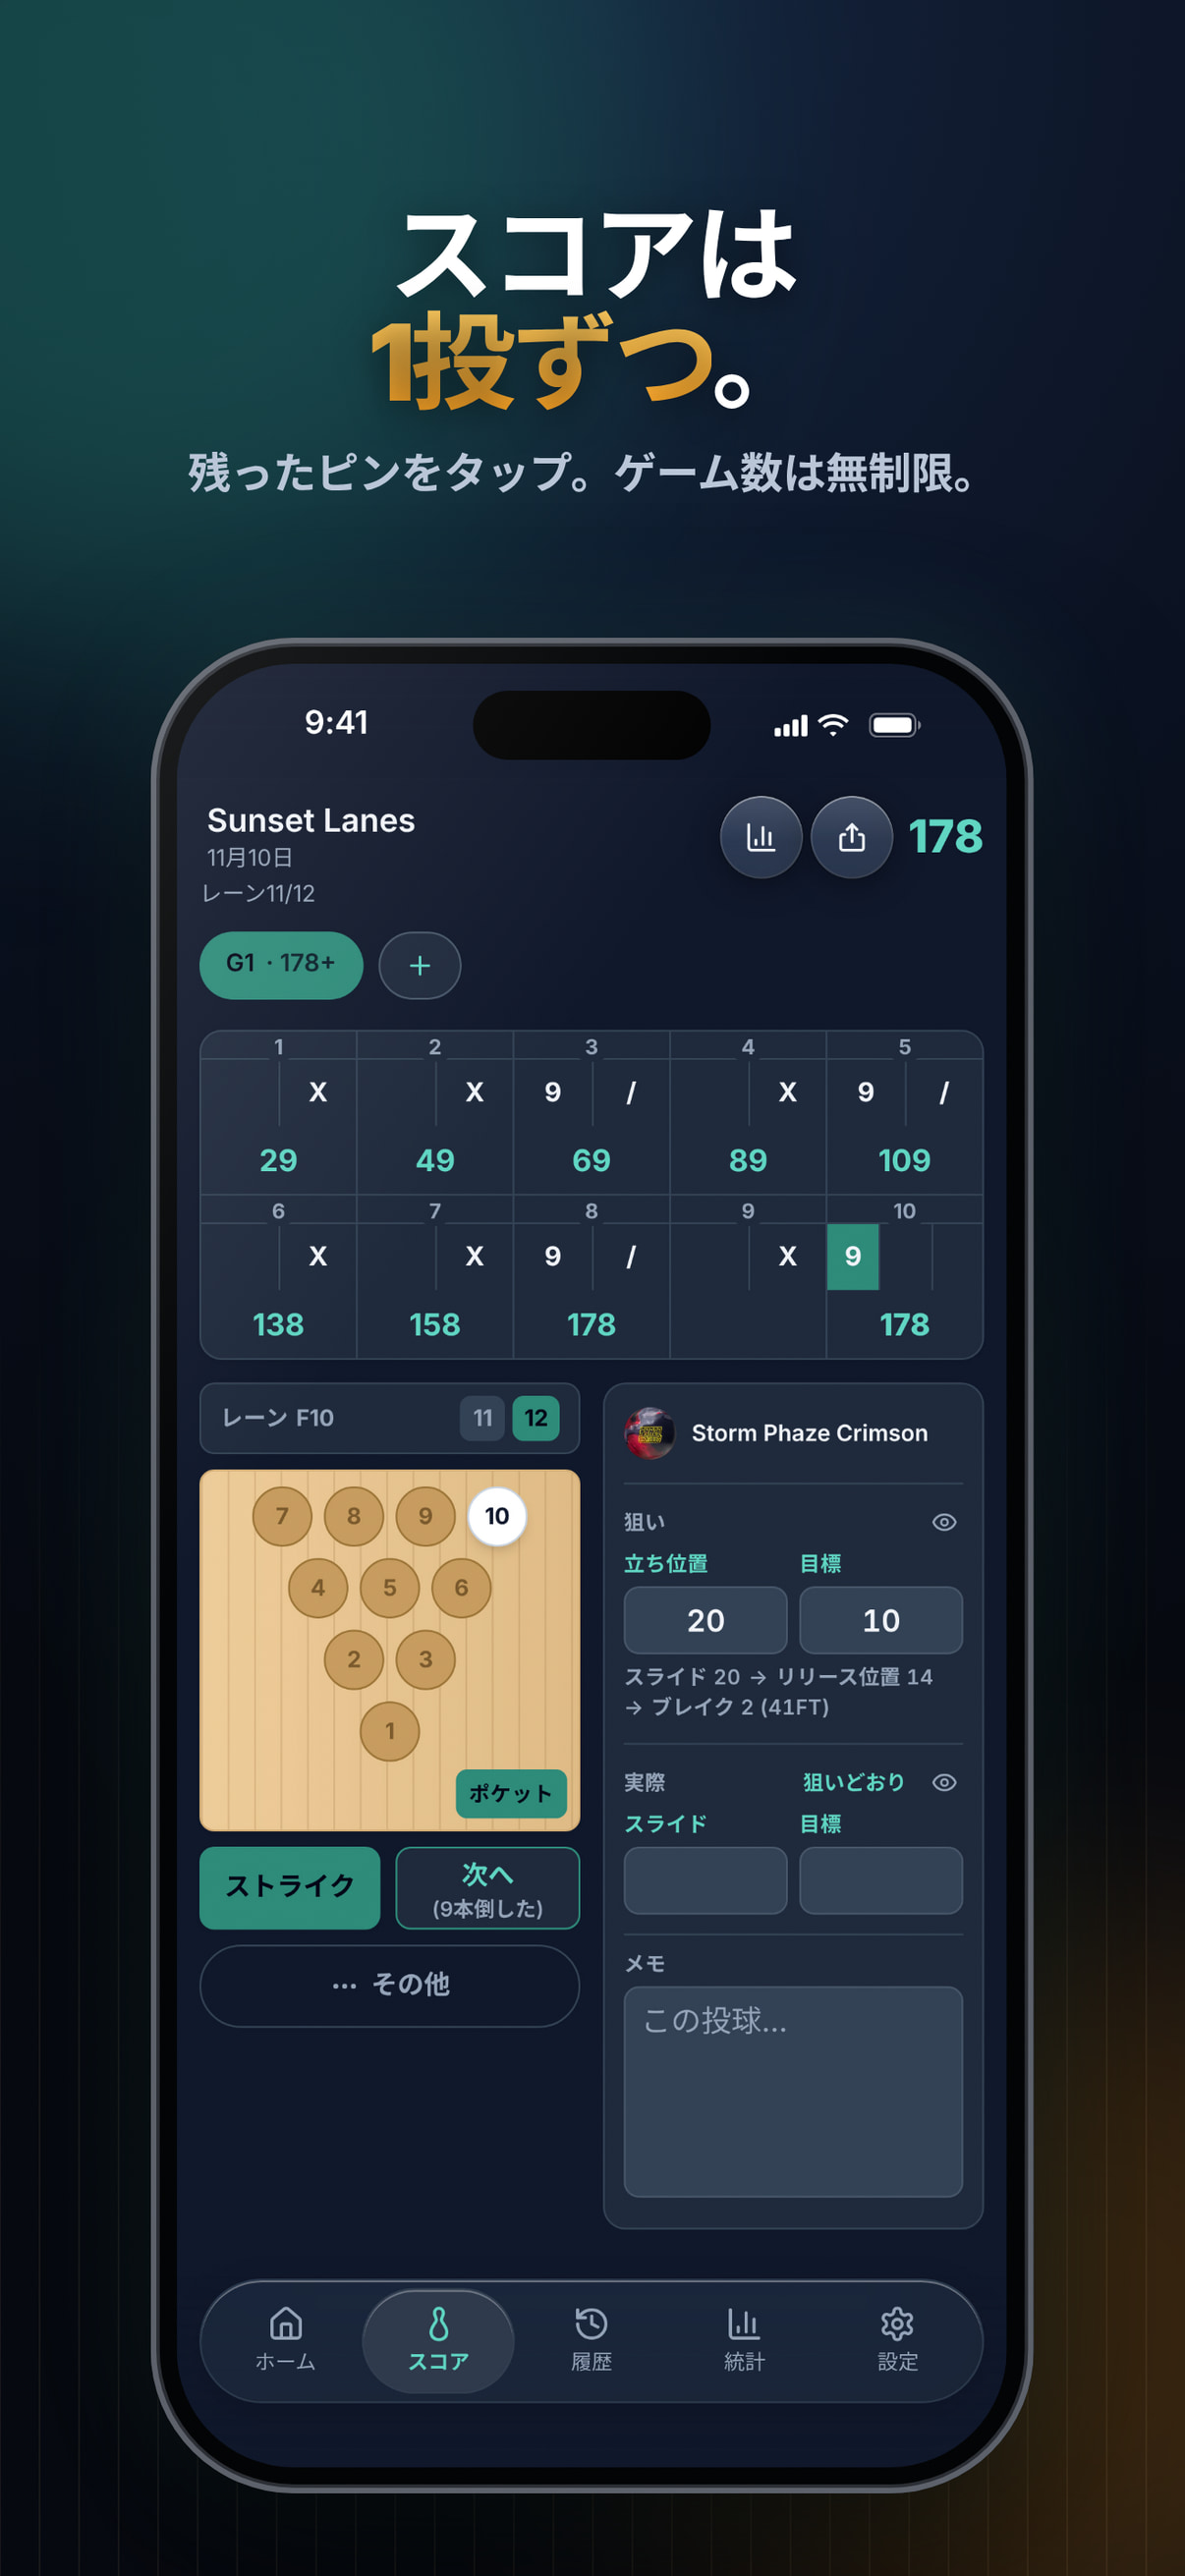 スコアは
1投ずつ。
残ったピンをタップ。ゲーム数は無制限。
9:41
Sunset Lanes
11月10日
レーン11/12
178
G1 · 178+
+
1 2 3 4 5
X X 9 / X 9 /
29 49 69 89 109
6 7 8 9 10
X X 9 / X 9
138 158 178 178
レーン F10 11 12
7 8 9 10
4 5 6
2 3
1
ポケット
ストライク
次へ
(9本倒した)
··· その他
Storm Phaze Crimson
狙い
立ち位置 目標
20 10
スライド 20 → リリース位置 14
→ ブレイク 2 (41FT)
実際 狙いどおり
スライド 目標
メモ
この投球...
ホーム スコア 履歴 統計 設定